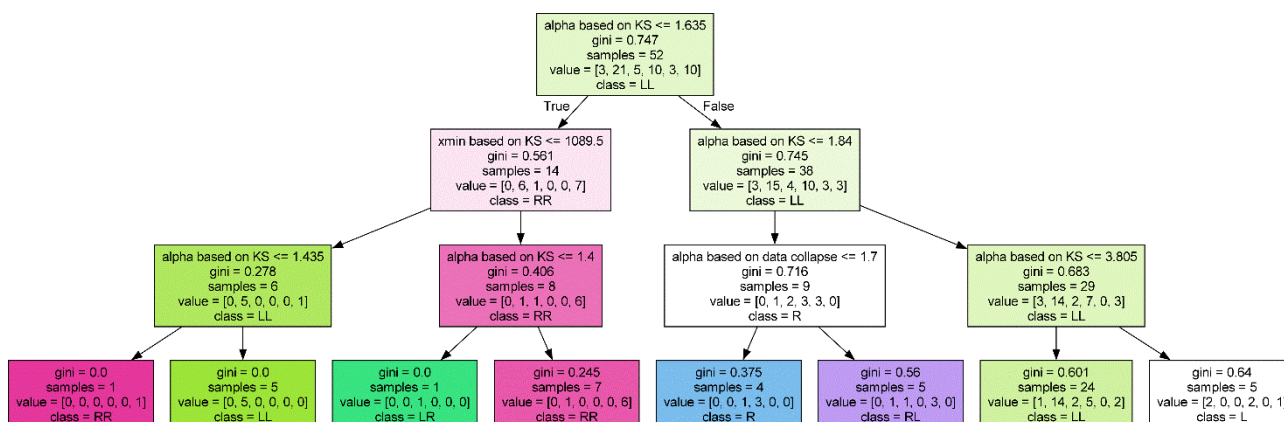 alpha based on KS <= 1.635
gini = 0.747
samples = 52
value = [3, 21, 5, 10, 3, 10]
class = LL
True
False
xmin based on KS <= 1089.5
gini = 0.561
samples = 14
value = [0, 6, 1, 0, 0, 7]
class = RR
alpha based on KS <= 1.84
gini = 0.745
samples = 38
value = [3, 15, 4, 10, 3, 3]
class = LL
alpha based on KS <= 1.435
gini = 0.278
samples = 6
value = [0, 5, 0, 0, 0, 1]
class = LL
alpha based on KS <= 1.4
gini = 0.406
samples = 8
value = [0, 1, 1, 0, 0, 6]
class = RR
alpha based on data collapse <= 1.7
gini = 0.716
samples = 9
value = [0, 1, 2, 3, 3, 0]
class = R
alpha based on KS <= 3.805
gini = 0.683
samples = 29
value = [3, 14, 2, 7, 0, 3]
class = LL
gini = 0.0
samples = 1
value = [0, 0, 0, 0, 0, 1]
class = RR
gini = 0.0
samples = 5
value = [0, 5, 0, 0, 0, 0]
class = LL
gini = 0.0
samples = 1
value = [0, 0, 1, 0, 0, 0]
class = LR
gini = 0.245
samples = 7
value = [0, 1, 0, 0, 0, 6]
class = RR
gini = 0.375
samples = 4
value = [0, 0, 1, 3, 0, 0]
class = R
gini = 0.56
samples = 5
value = [0, 1, 1, 0, 3, 0]
class = RL
gini = 0.601
samples = 24
value = [1, 14, 2, 5, 0, 2]
class = LL
gini = 0.64
samples = 5
value = [2, 0, 0, 2, 0, 1]
class = L